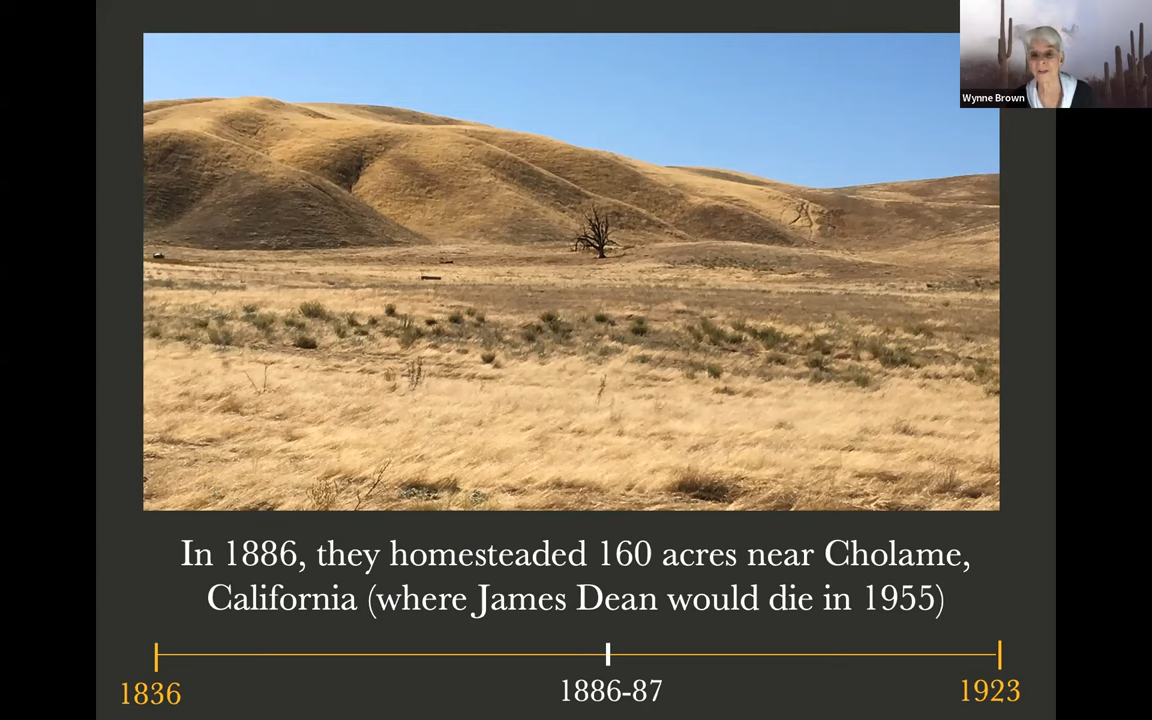 Wynne Brown
In 1886, they homesteaded 160 acres near Cholame,
California (where James Dean would die in 1955)
1836
1886-87
1923